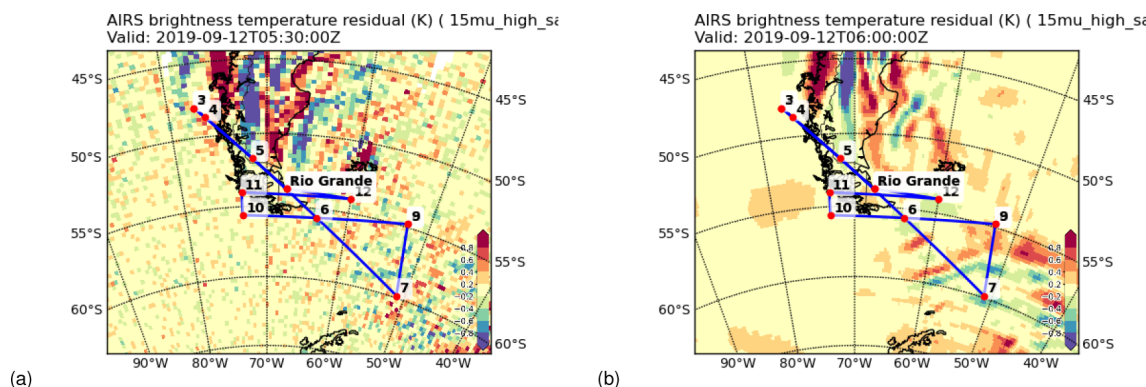 AIRS brightness temperature residual (K) ( 15mu_high_sa
Valid: 2019-09-12T05:30:00Z
45°S
50°S
55°S
60°S
90°W 80°W 70°W 60°W 50°W 40°W
45°S
50°S
55°S
60°S
3
4
5
Rio Grande
11
12
10
6
9
7
0.8
0.6
0.4
0.2
−0.2
−0.4
−0.6
−0.8
(a)
AIRS brightness temperature residual (K) ( 15mu_high_sa
Valid: 2019-09-12T06:00:00Z
45°S
50°S
55°S
60°S
90°W 80°W 70°W 60°W 50°W 40°W
45°S
50°S
55°S
60°S
3
4
5
Rio Grande
11
12
10
6
9
7
0.8
0.6
0.4
0.2
−0.2
−0.4
−0.6
−0.8
(b)